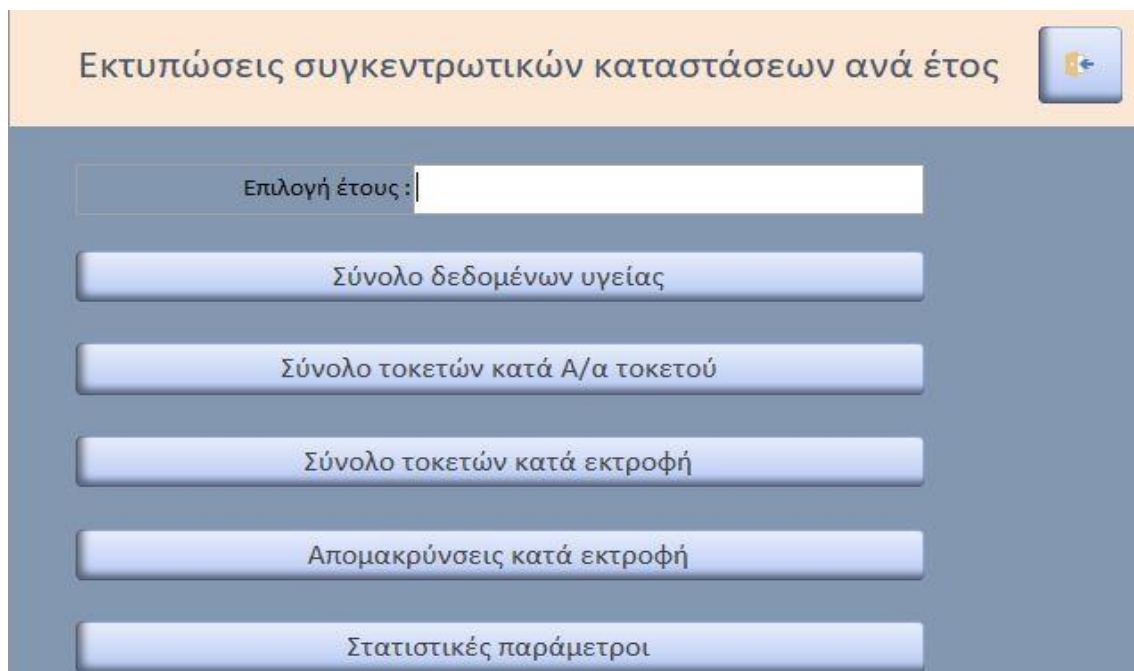 Εκτυπώσεις συγκεντρωτικών καταστάσεων ανά έτος
Επιλογή έτους :
Σύνολο δεδομένων υγείας
Σύνολο τοκετών κατά Α/α τοκετού
Σύνολο τοκετών κατά εκτροφή
Απομακρύνσεις κατά εκτροφή
Στατιστικές παράμετροι